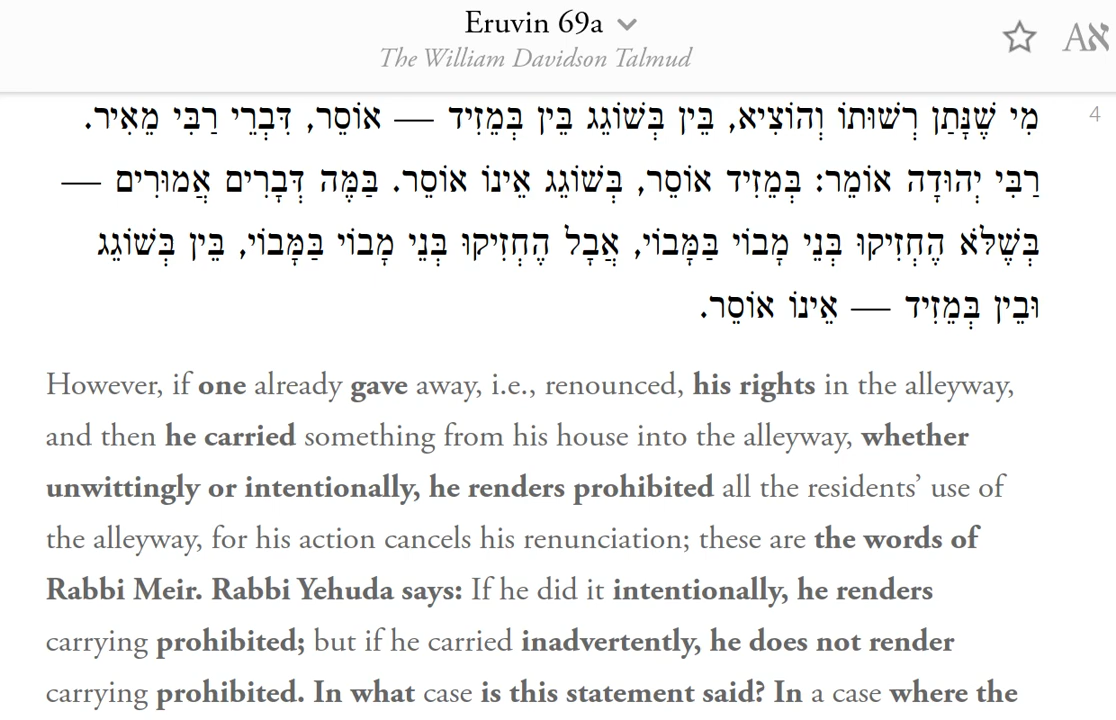 Eruvin 69a
The William Davidson Talmud
Aא
4
מִי שֶׁנָּתַן רְשׁוּתוֹ וְהוֹצִיא, בֵּין בְּשׁוֹגֵג בֵּין בְּמֵזִיד — אוֹסֵר, דִּבְרֵי רַבִּי מֵאִיר.
רַבִּי יְהוּדָה אוֹמֵר: בְּמֵזִיד אוֹסֵר, בְּשׁוֹגֵג אֵינוֹ אוֹסֵר. בַּמֶּה דְּבָרִים אֲמוּרִים —
בְּשֶׁלֹּא הֶחְזִיקוּ בְּנֵי מָבוֹי בַּמָּבוֹי, אֲבָל הֶחְזִיקוּ בְּנֵי מָבוֹי בַּמָּבוֹי, בֵּין בְּשׁוֹגֵג
וּבֵין בְּמֵזִיד — אֵינוֹ אוֹסֵר.
However, if one already gave away, i.e., renounced, his rights in the alleyway,
and then he carried something from his house into the alleyway, whether
unwittingly or intentionally, he renders prohibited all the residents’ use of
the alleyway, for his action cancels his renunciation; these are the words of
Rabbi Meir. Rabbi Yehuda says: If he did it intentionally, he renders
carrying prohibited; but if he carried inadvertently, he does not render
carrying prohibited. In what case is this statement said? In a case where the